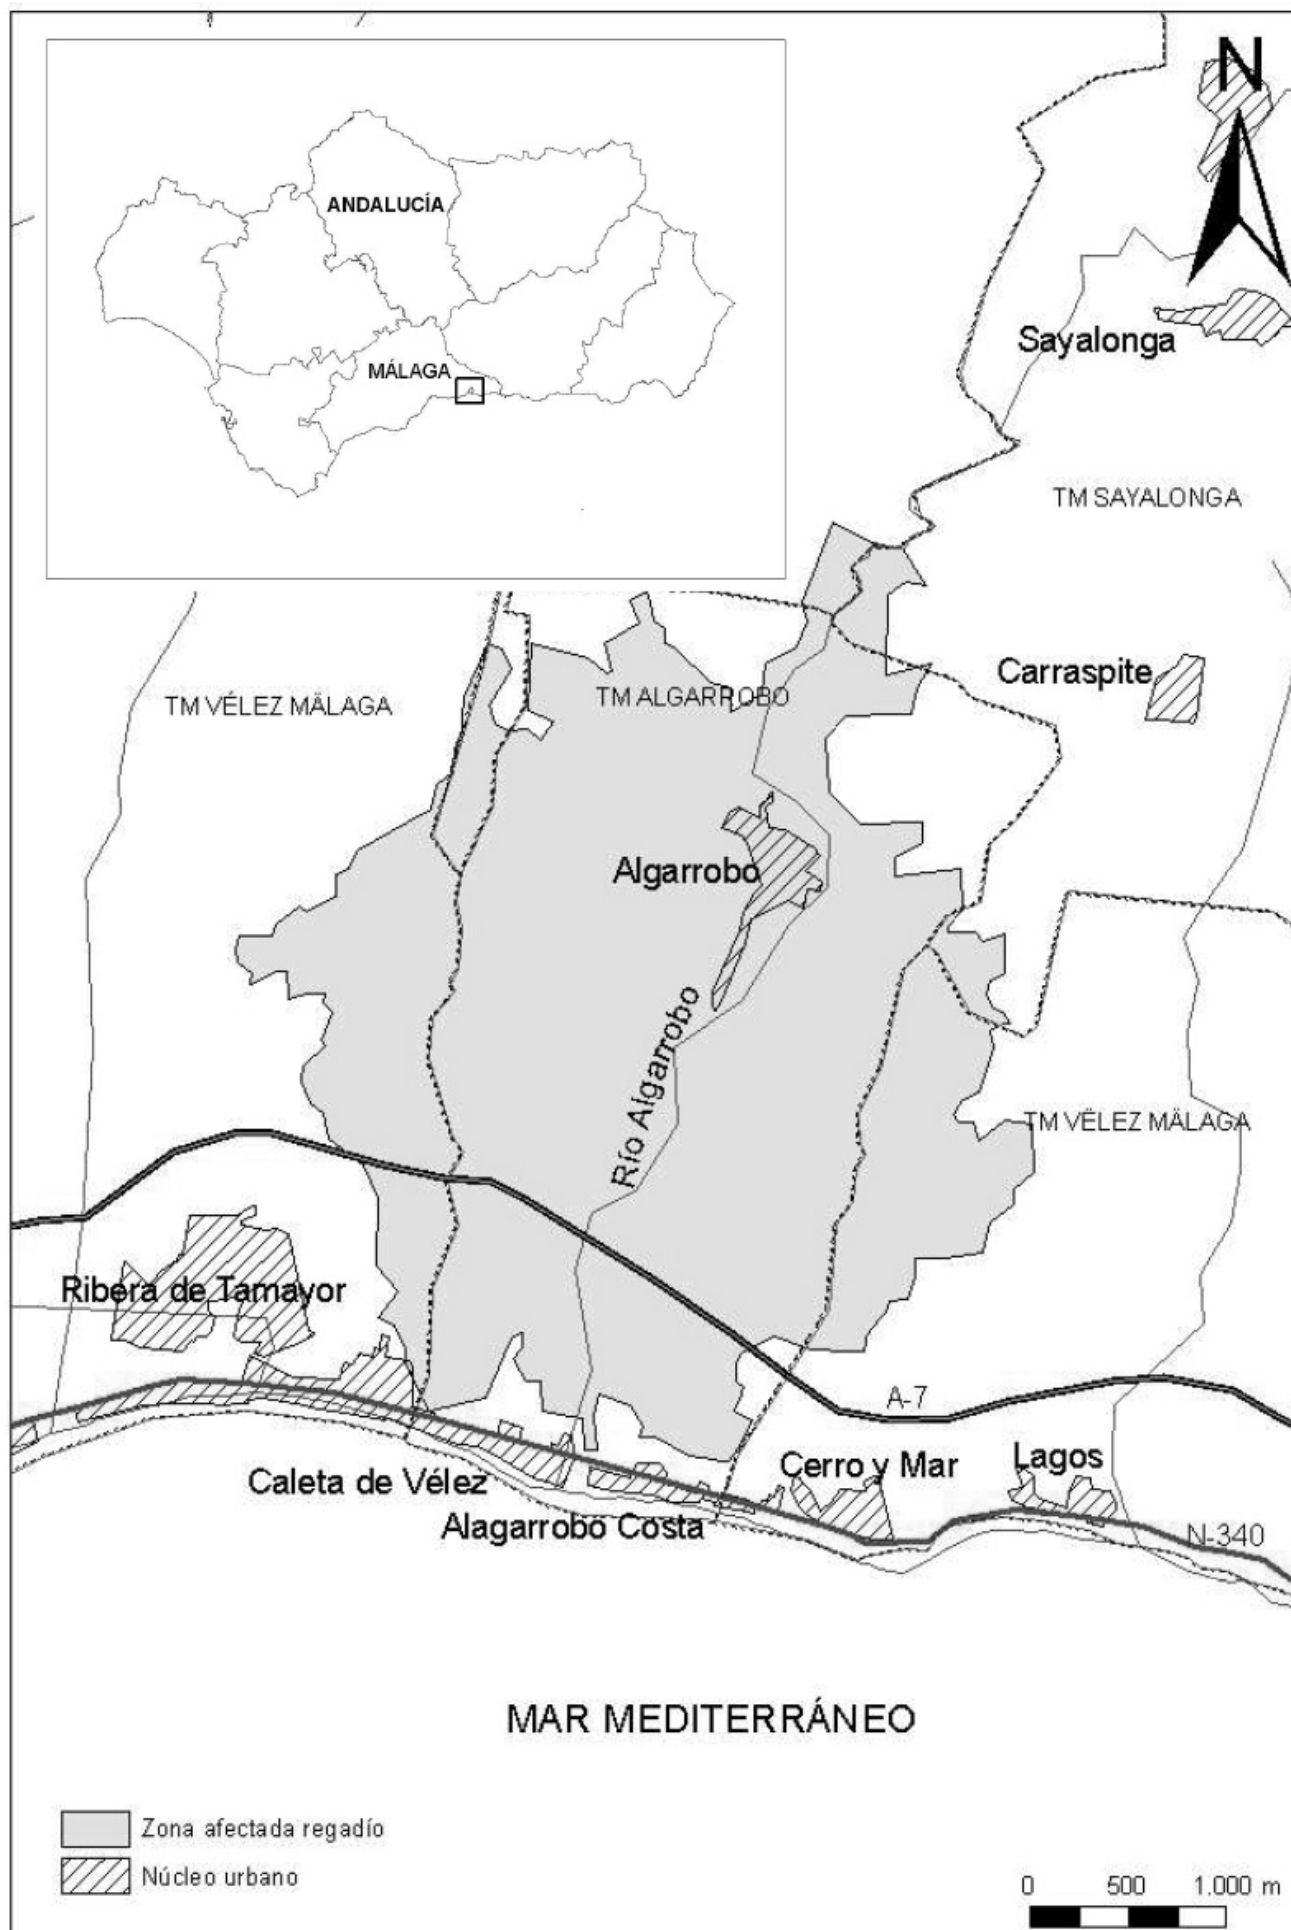 N
ANDALUCÍA
MÁLAGA
Sayalonga
TM SAYALONGA
Carraspite
TM VÉLEZ MÄLAGA
TM ALGARROBO
Algarrobo
Río Algarrobo
TM VËLEZ MÄLAGA
Ribera de Tamayor
A-7
Caleta de Vélez
Cerro y Mar
Lagos
Alagarrobo Costa
N-340
MAR MEDITERRÁNEO
Zona afectada regadío
Núcleo urbano
0 500 1.000 m